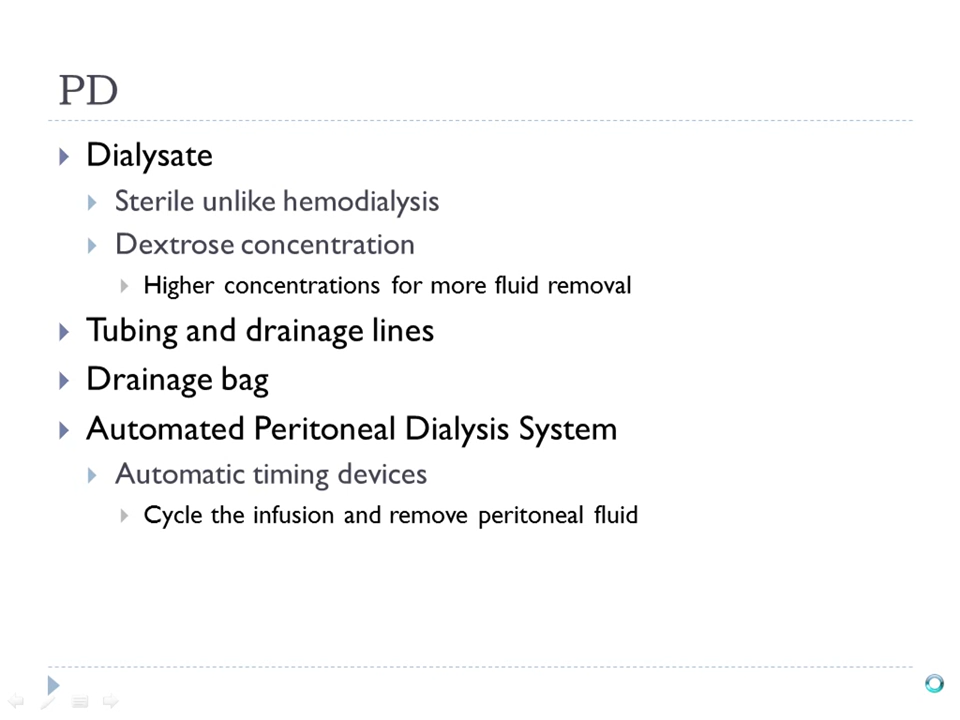 PD
Dialysate
Sterile unlike hemodialysis
Dextrose concentration
Higher concentrations for more fluid removal
Tubing and drainage lines
Drainage bag
Automated Peritoneal Dialysis System
Automatic timing devices
Cycle the infusion and remove peritoneal fluid